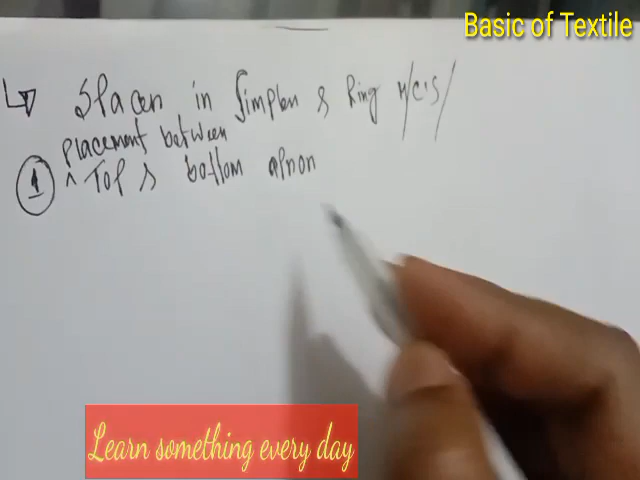 Basic of Textile
↳ Spacer in Simplex & Ring M/C'S/
placement between
① ^ Top & bottom apron
Learn something every day